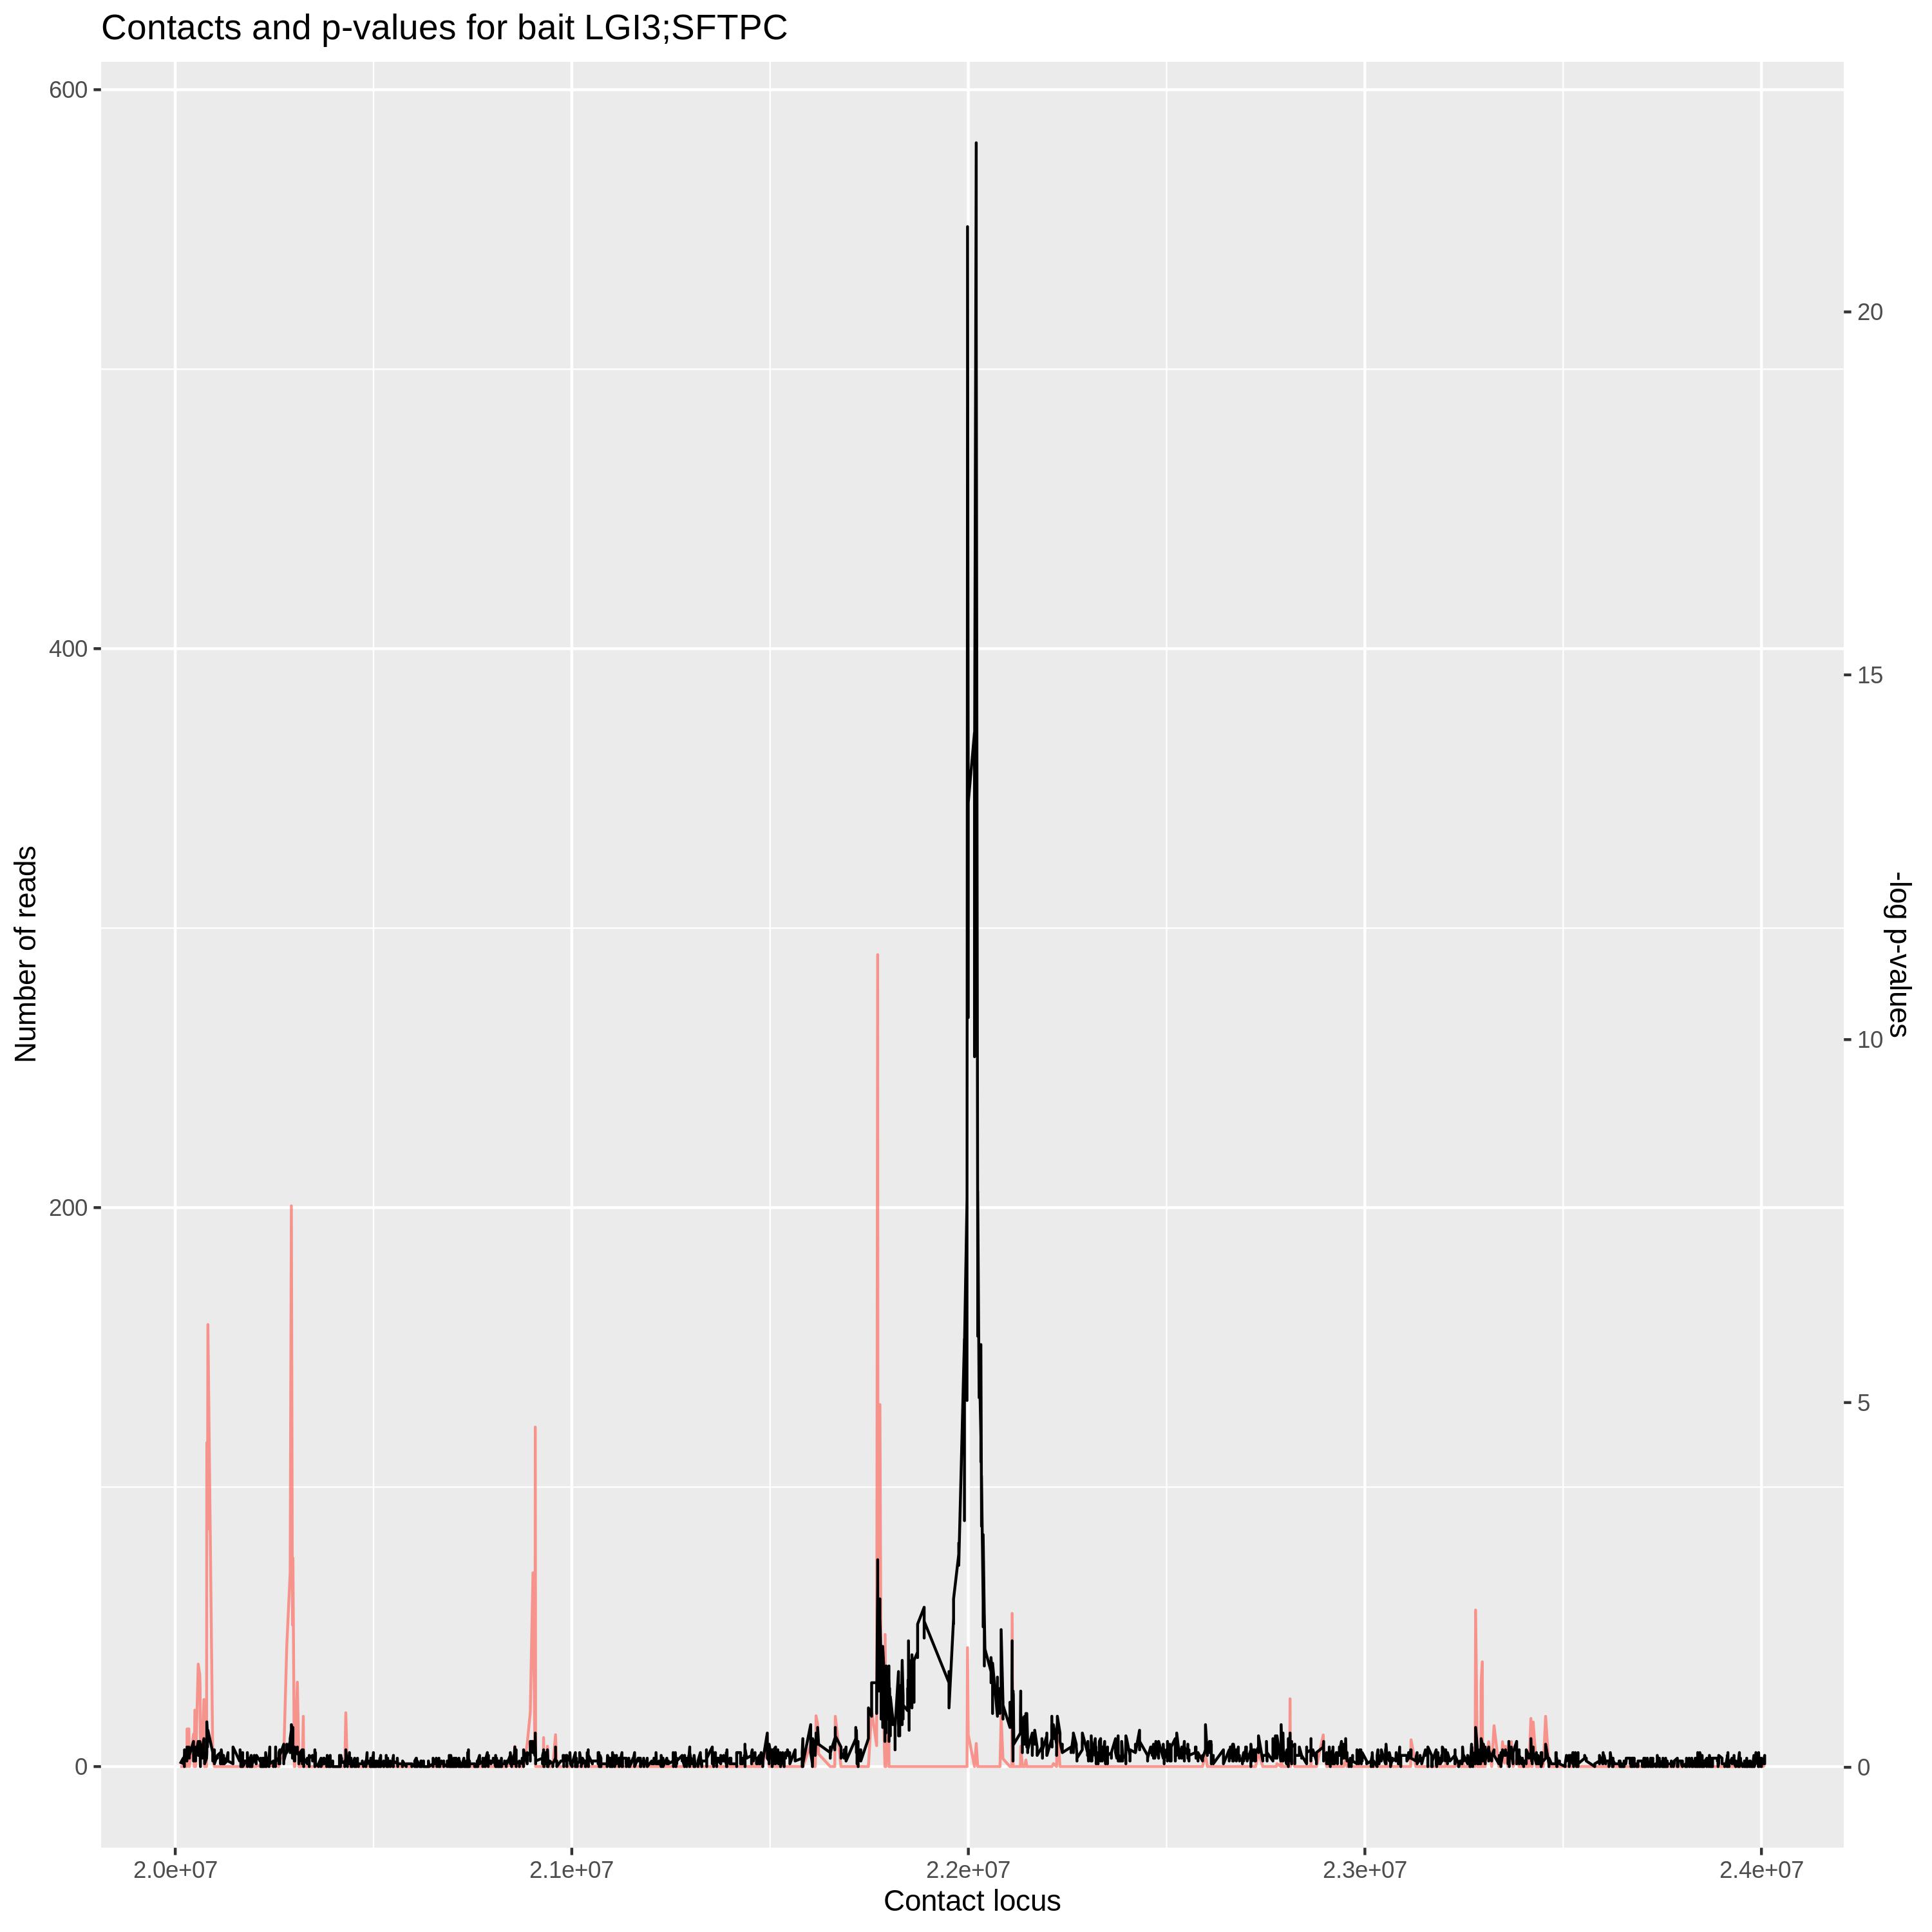 Contacts and p-values for bait LGI3;SFTPC
600
400
200
0
Number of reads
20
15
10
5
0
-log p-values
2.0e+07
2.1e+07
2.2e+07
2.3e+07
2.4e+07
Contact locus